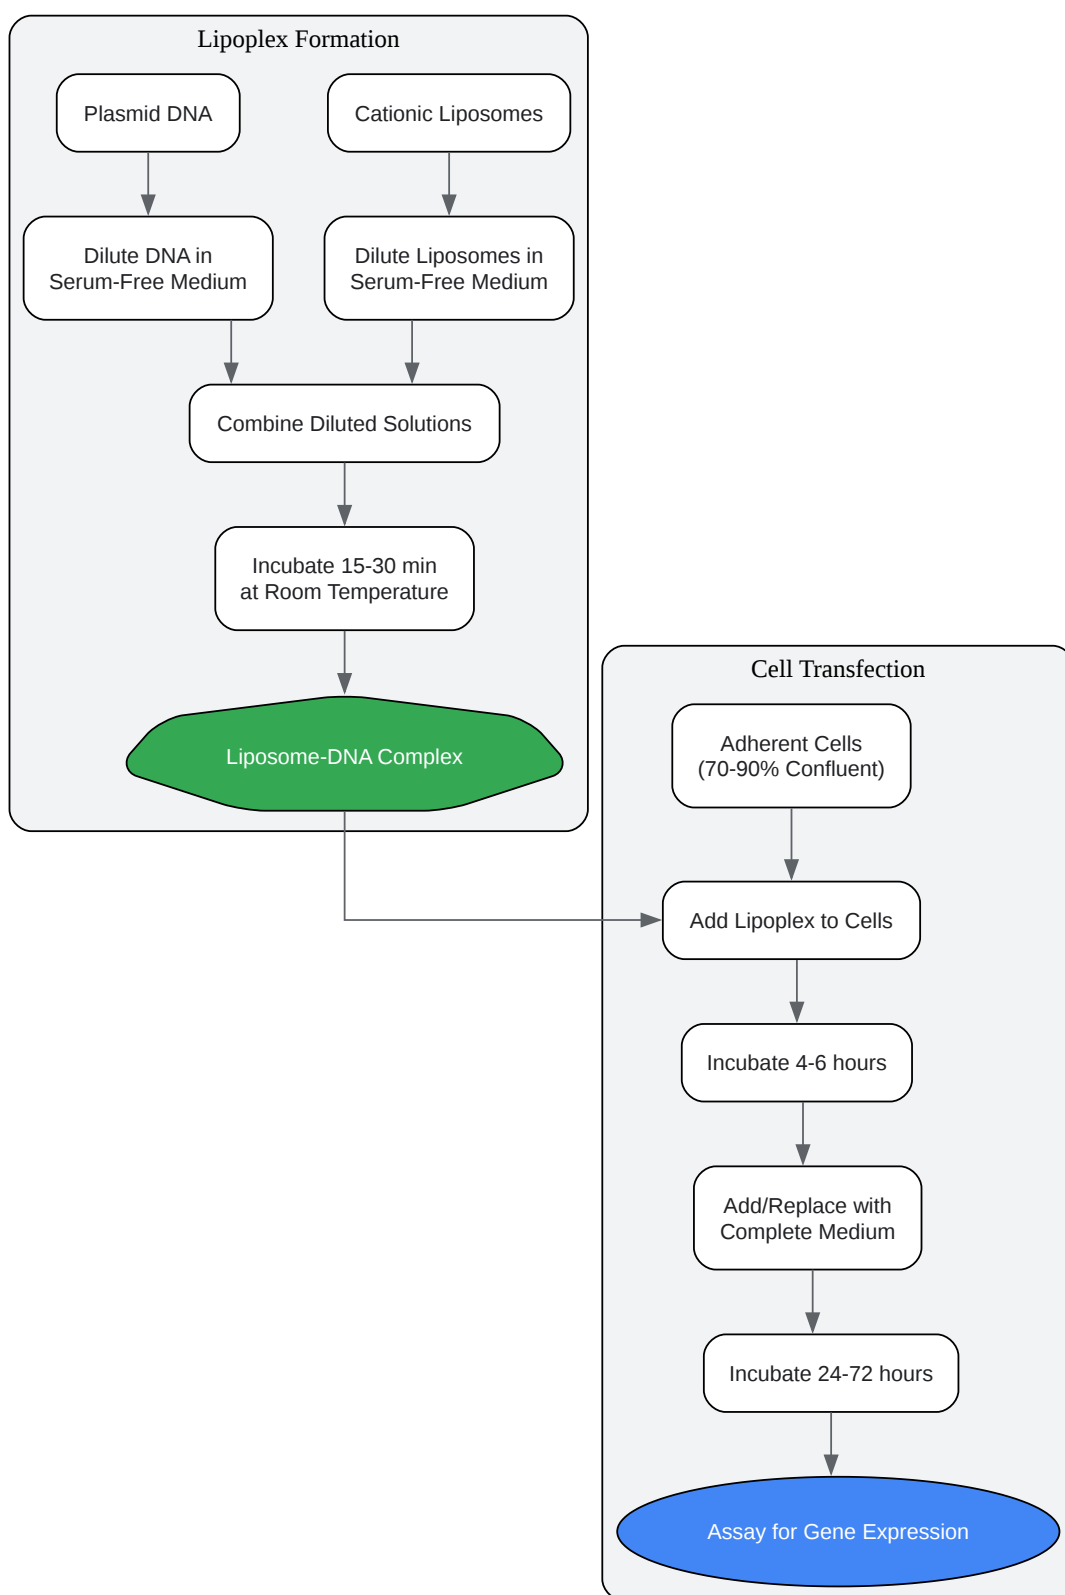 Lipoplex Formation
Plasmid DNA
Cationic Liposomes
Dilute DNA in
Serum-Free Medium
Dilute Liposomes in
Serum-Free Medium
Combine Diluted Solutions
Incubate 15-30 min
at Room Temperature
Liposome-DNA Complex
Cell Transfection
Adherent Cells
(70-90% Confluent)
Add Lipoplex to Cells
Incubate 4-6 hours
Add/Replace with
Complete Medium
Incubate 24-72 hours
Assay for Gene Expression